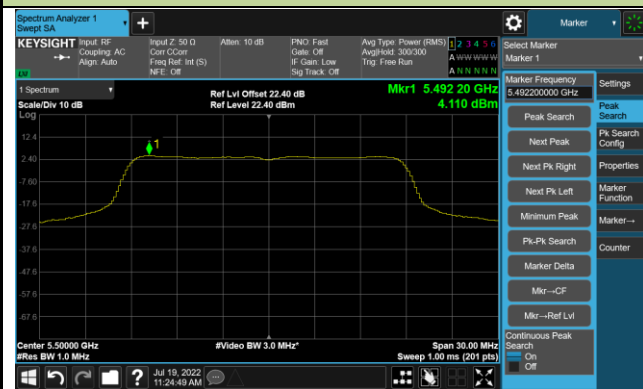 Spectrum Analyzer 1
Swept SA
Marker
KEYSIGHT
Input: RF
Coupling: AC
Align: Auto
Input Z: 50 Ω
Corr CCorr
Freq Ref: Int (S)
NFE: Off
Atten: 10 dB
PNO: Fast
Gate: Off
IF Gain: Low
Sig Track: Off
Avg Type: Power (RMS)
Avg|Hold: 300/300
Trig: Free Run
1 2 3 4 5 6
A W W W W W
A N N N N N
LXI
Select Marker
Marker 1
1 Spectrum
Scale/Div 10 dB
Log
Ref Lvl Offset 22.40 dB
Ref Level 22.40 dBm
Mkr1 5.492 20 GHz
4.110 dBm
1
12.4
2.40
-7.60
-17.6
-27.6
-37.6
-47.6
-57.6
-67.6
Center 5.50000 GHz
#Res BW 1.0 MHz
#Video BW 3.0 MHz*
Span 30.00 MHz
Sweep 1.00 ms (201 pts)
Marker Frequency
5.492200000 GHz
Peak Search
Next Peak
Next Pk Right
Next Pk Left
Minimum Peak
Pk-Pk Search
Marker Delta
Mkr→CF
Mkr→Ref Lvl
Continuous Peak
Search
On
Off
Settings
Peak
Search
Pk Search
Config
Properties
Marker
Function
Marker→
Counter
Jul 19, 2022
11:24:49 AM